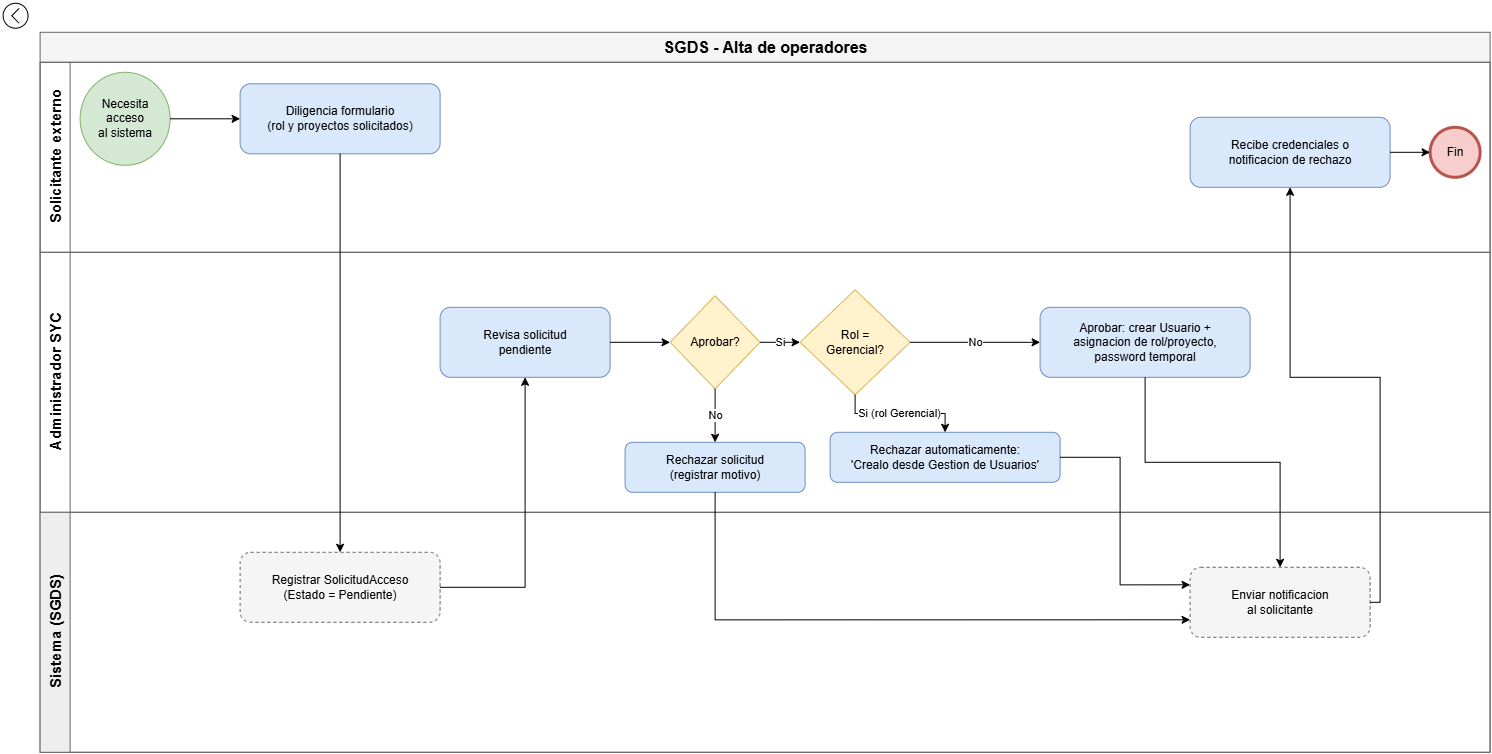 SGDS - Alta de operadores
Solicitante externo
Necesita
acceso
al sistema
Diligencia formulario
(rol y proyectos solicitados)
Recibe credenciales o
notificacion de rechazo
Fin
Administrador SYC
Revisa solicitud
pendiente
Aprobar?
Si
Rol =
Gerencial?
No
Aprobar: crear Usuario +
asignacion de rol/proyecto,
password temporal
No
Si (rol Gerencial)
Rechazar solicitud
(registrar motivo)
Rechazar automaticamente:
'Crealo desde Gestion de Usuarios'
Sistema (SGDS)
Registrar SolicitudAcceso
(Estado = Pendiente)
Enviar notificacion
al solicitante